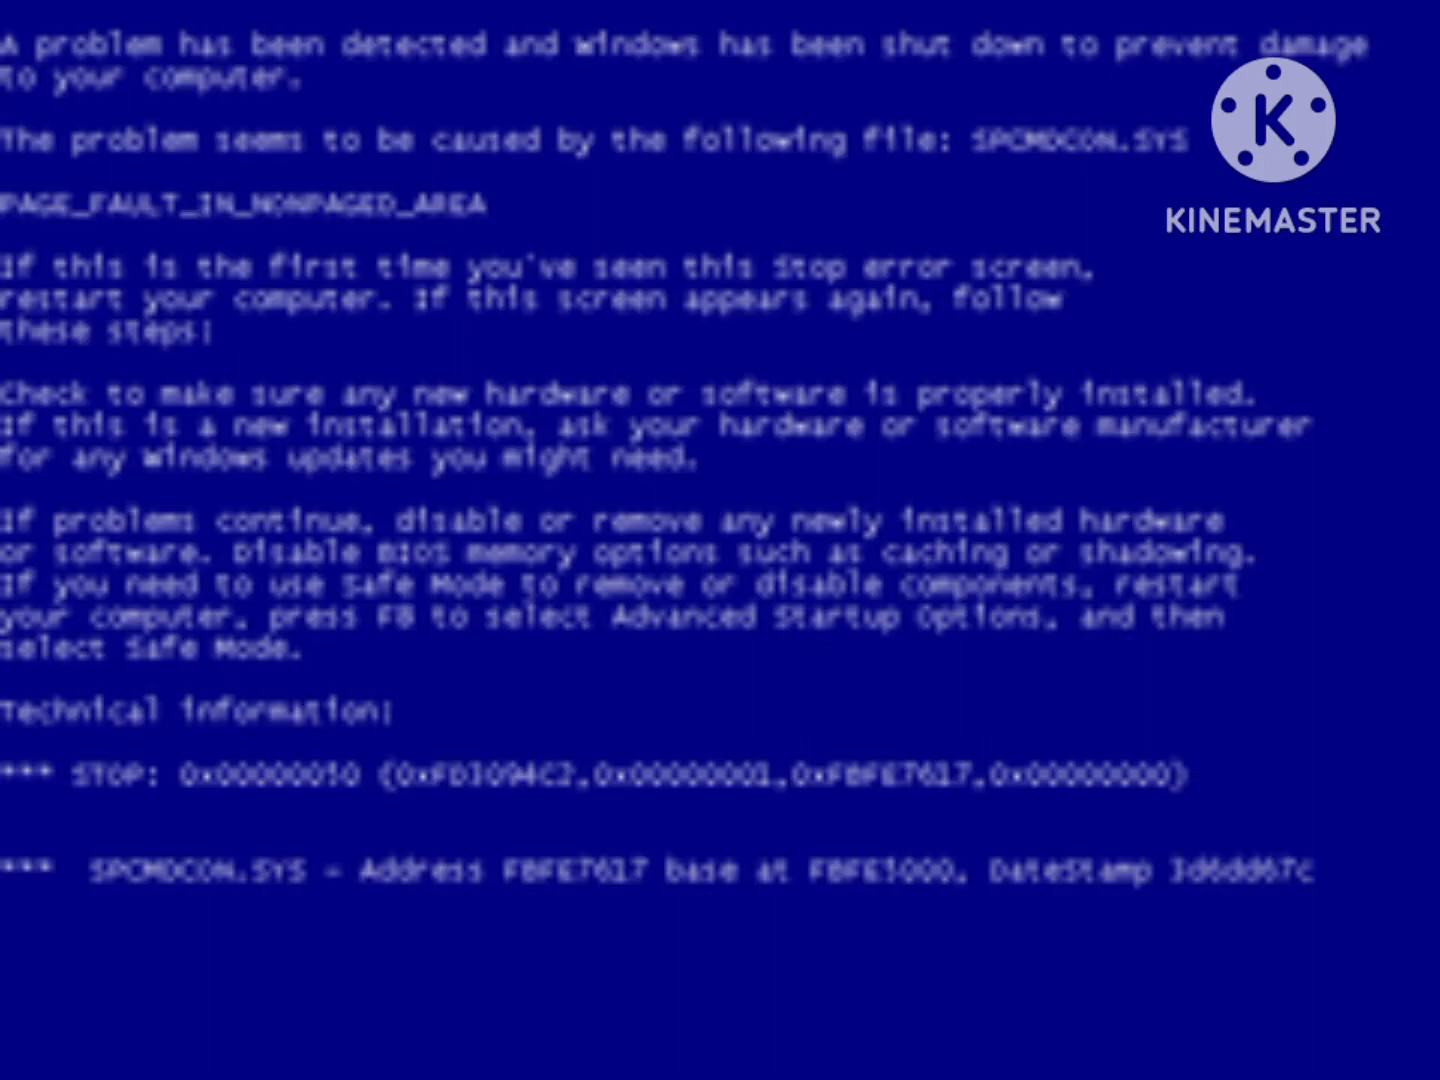 A problem has been detected and windows has been shut down to prevent damage
to your computer.
The problem seems to be caused by the following file: SPCMDCON.SYS
PAGE_FAULT_IN_NONPAGED_AREA
If this is the first time you've seen this Stop error screen,
restart your computer. If this screen appears again, follow
these steps:
Check to make sure any new hardware or software is properly installed.
If this is a new installation, ask your hardware or software manufacturer
for any windows updates you might need.
If problems continue, disable or remove any newly installed hardware
or software. Disable BIOS memory options such as caching or shadowing.
If you need to use Safe Mode to remove or disable components, restart
your computer, press F8 to select Advanced Startup Options, and then
select Safe Mode.
Technical information:
*** STOP: 0x00000050 (0xFD3094C2,0x00000001,0xFBFE7617,0x00000000)
*** SPCMDCON.SYS - Address FBFE7617 base at FBFE5000, DateStamp 3d6dd67c
K
KINEMASTER